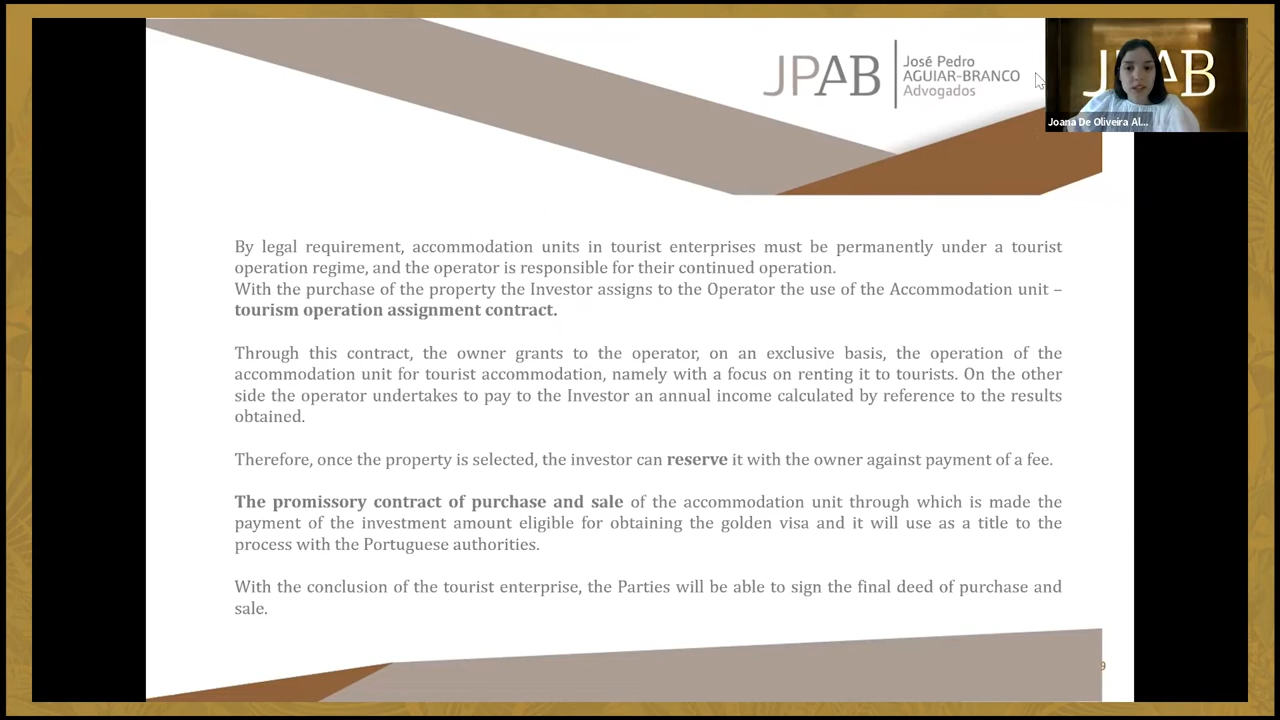 JPAB
José Pedro
AGUIAR-BRANCO
Advogados
JPAB
Joana De Oliveira Al...
By legal requirement, accommodation units in tourist enterprises must be permanently under a tourist
operation regime, and the operator is responsible for their continued operation.
With the purchase of the property the Investor assigns to the Operator the use of the Accommodation unit –
tourism operation assignment contract.
Through this contract, the owner grants to the operator, on an exclusive basis, the operation of the
accommodation unit for tourist accommodation, namely with a focus on renting it to tourists. On the other
side the operator undertakes to pay to the Investor an annual income calculated by reference to the results
obtained.
Therefore, once the property is selected, the investor can reserve it with the owner against payment of a fee.
The promissory contract of purchase and sale of the accommodation unit through which is made the
payment of the investment amount eligible for obtaining the golden visa and it will use as a title to the
process with the Portuguese authorities.
With the conclusion of the tourist enterprise, the Parties will be able to sign the final deed of purchase and
sale.
9